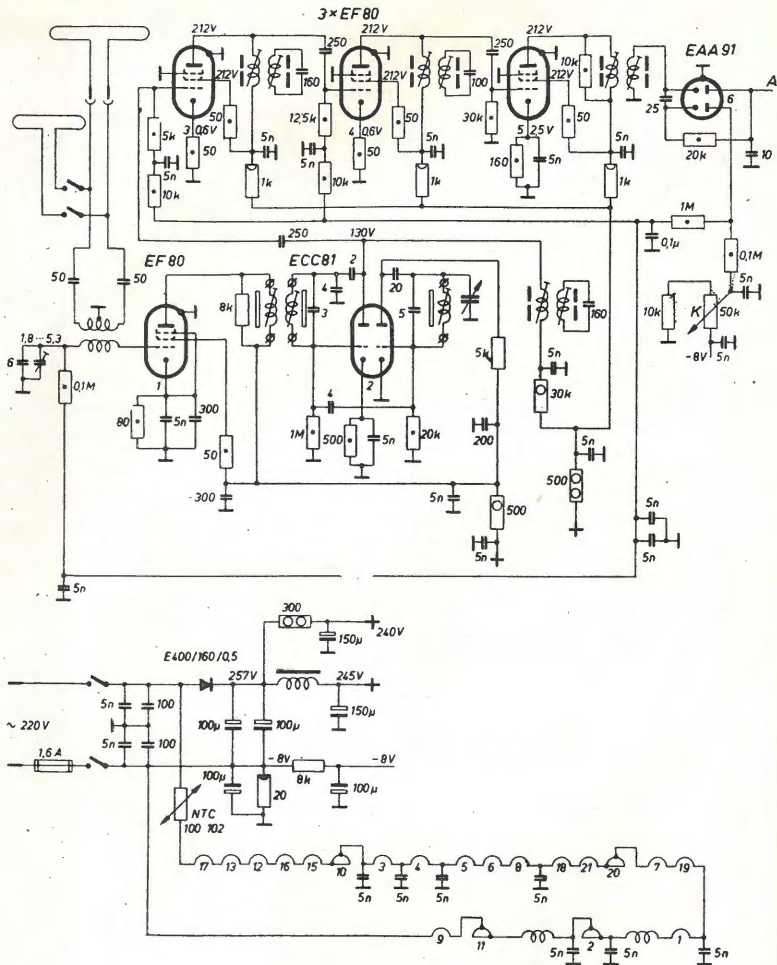 3×EF80
212V 212V 212V
250 250 10k EAA91
212V 212V 212V A
160 100 6
25
5k 3 0,6V 50 12,5k 4 0,6V 50 30k 5 2,5V 50
5n 5n 5n
50 50 160 5n 20k 10
5n 5n
10k 1k 10k 1k 1k
1M
130V 0,1µ
250
EF 80 ECC81 0,1M
50 50 2 20 5n
8k 4 3 5 160 10k K 50k
1,8...5,3 5k -8V 5n
6 5n
1 2 30k
0,1M 4
80 5n 300 200 5n
50 1M 500 5n 20k
500
300 5n 500 5n
5n 5n
5n
300
150µ 240V
E400/160/0,5
257V 245V
5n 100 150µ
~ 220V 100µ 100µ
5n 100
1,6 A -8V -8V
8k
100µ 20 100µ
NTC
100 102
17 13 12 16 15 10 3 4 5 6 8 18 21 20 7 19
5n 5n 5n 5n
9 11 2 1
5n 5n 5n 5n